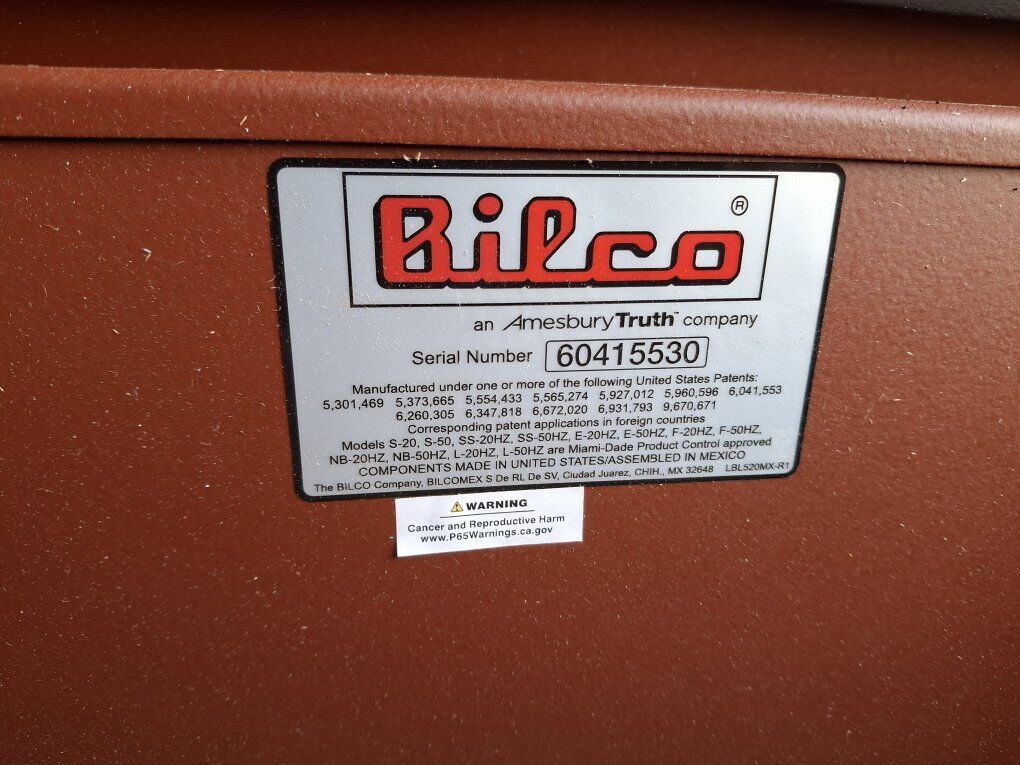 Bilco ®
an AmesburyTruth™ company
Serial Number 60415530
Manufactured under one or more of the following United States Patents:
5,301,469 5,373,665 5,554,433 5,565,274 5,927,012 5,960,596 6,041,553
6,260,305 6,347,818 6,672,020 6,931,793 9,670,671
Corresponding patent applications in foreign countries
Models S-20, S-50, SS-20HZ, SS-50HZ, E-20HZ, E-50HZ, F-20HZ, F-50HZ,
NB-20HZ, NB-50HZ, L-20HZ, L-50HZ are Miami-Dade Product Control approved
COMPONENTS MADE IN UNITED STATES/ASSEMBLED IN MEXICO
The BILCO Company, BILCOMEX S De RL De SV, Ciudad Juarez, CHIH., MX 32648 LBL520MX-R1
WARNING
Cancer and Reproductive Harm
www.P65Warnings.ca.gov